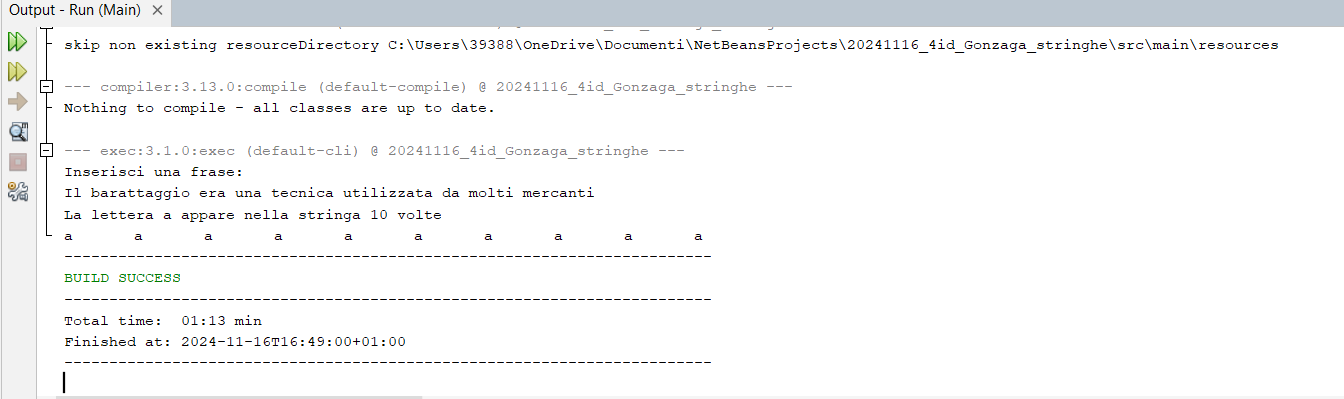 Output - Run (Main)
skip non existing resourceDirectory C:\Users\39388\OneDrive\Documenti\NetBeansProjects\20241116_4id_Gonzaga_stringhe\src\main\resources
--- compiler:3.13.0:compile (default-compile) @ 20241116_4id_Gonzaga_stringhe ---
Nothing to compile - all classes are up to date.
--- exec:3.1.0:exec (default-cli) @ 20241116_4id_Gonzaga_stringhe ---
Inserisci una frase:
Il barattaggio era una tecnica utilizzata da molti mercanti
La lettera a appare nella stringa 10 volte
a a a a a a a a a a
------------------------------------------------------------------------
BUILD SUCCESS
------------------------------------------------------------------------
Total time:  01:13 min
Finished at: 2024-11-16T16:49:00+01:00
------------------------------------------------------------------------